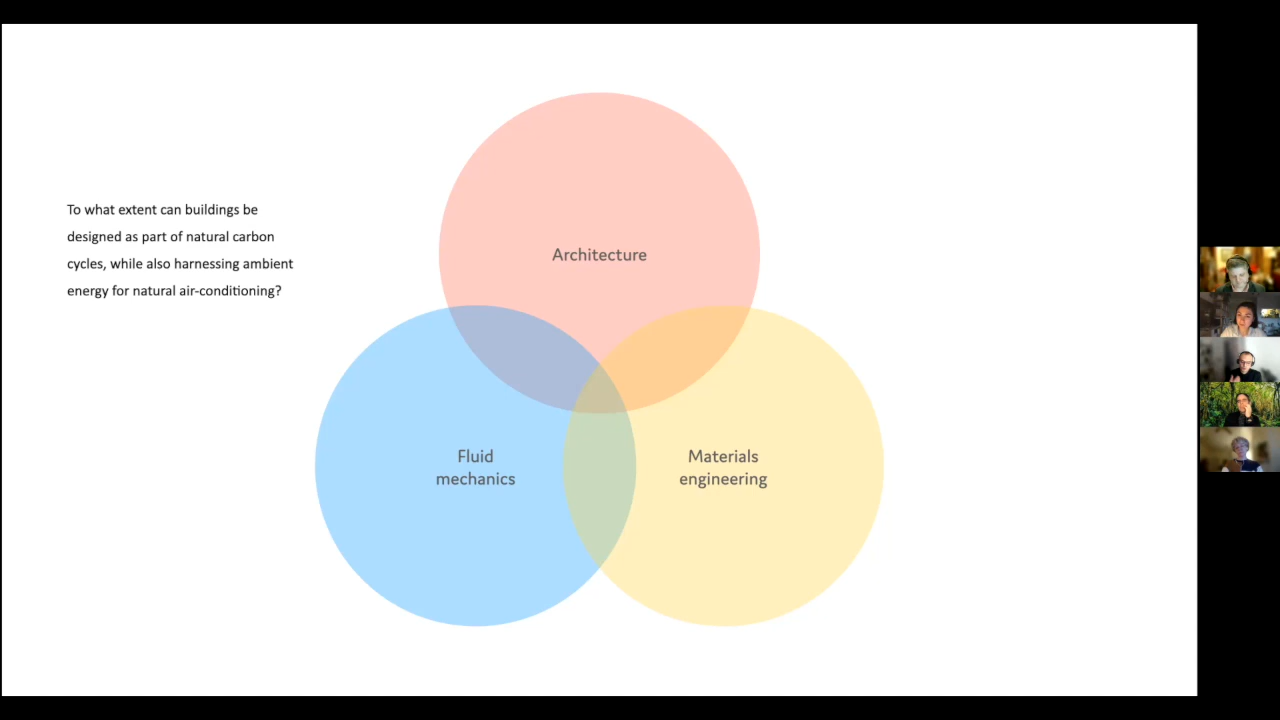 To what extent can buildings be
designed as part of natural carbon
cycles, while also harnessing ambient
energy for natural air-conditioning?
Architecture
Fluid
mechanics
Materials
engineering